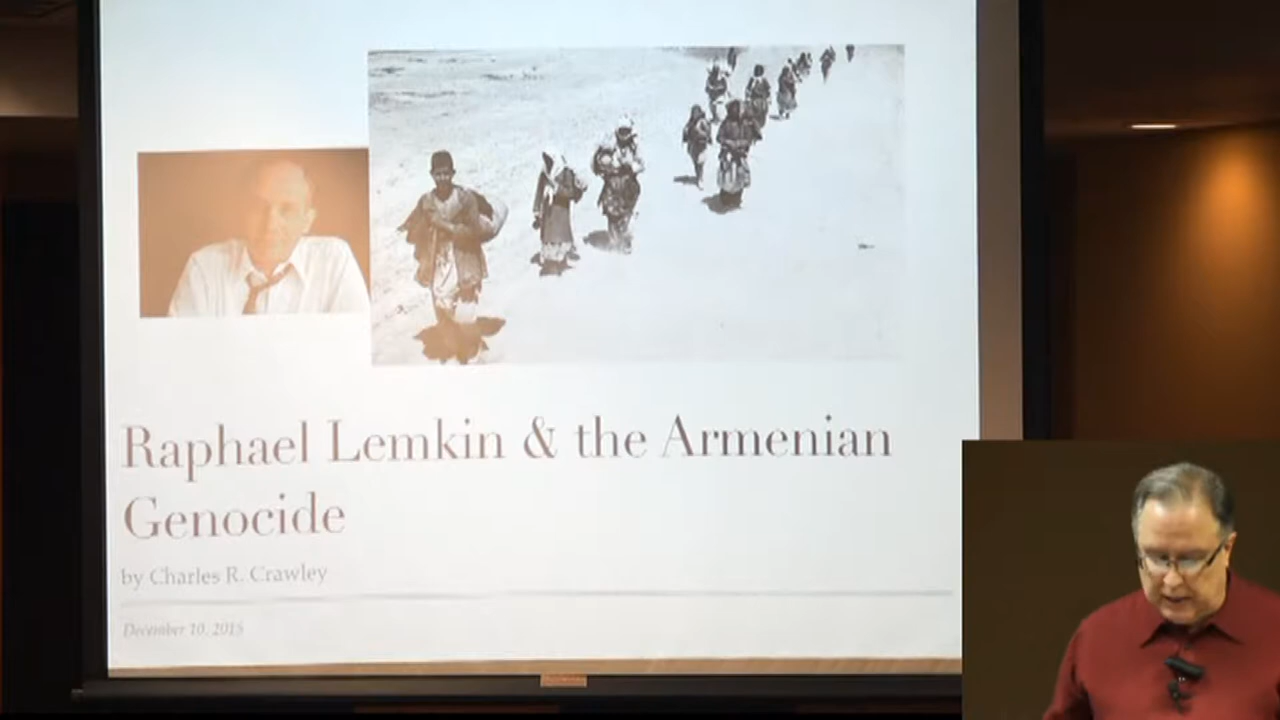 Raphael Lemkin & the Armenian
Genocide
by Charles R. Crawley
December 10, 2015